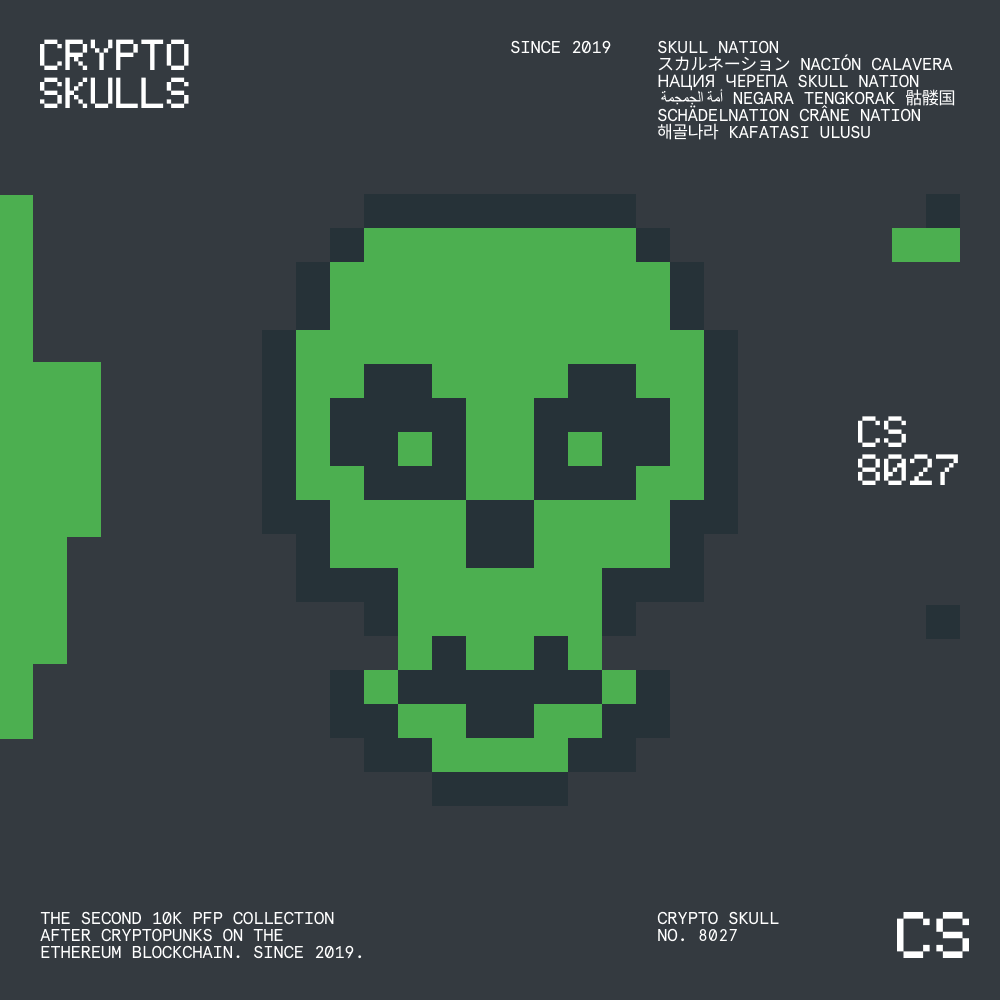 CRYPTO
SKULLS
SINCE 2019
SKULL NATION
スカルネーション NACIÓN CALAVERA
НАЦИЯ ЧЕРЕПА SKULL NATION
أمة الجمجمة NEGARA TENGKORAK 骷髅国
SCHÄDELNATION CRÂNE NATION
해골나라 KAFATASI ULUSU
CS
8027
THE SECOND 10K PFP COLLECTION
AFTER CRYPTOPUNKS ON THE
ETHEREUM BLOCKCHAIN. SINCE 2019.
CRYPTO SKULL
NO. 8027
CS